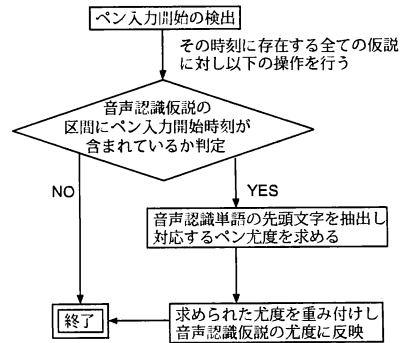 ペン入力開始の検出
その時刻に存在する全ての仮説
に対し以下の操作を行う
音声認識仮説の
区間にペン入力開始時刻が
含まれているか判定
NO
YES
音声認識単語の先頭文字を抽出し
対応するペン尤度を求める
終了
求められた尤度を重み付けし
音声認識仮説の尤度に反映